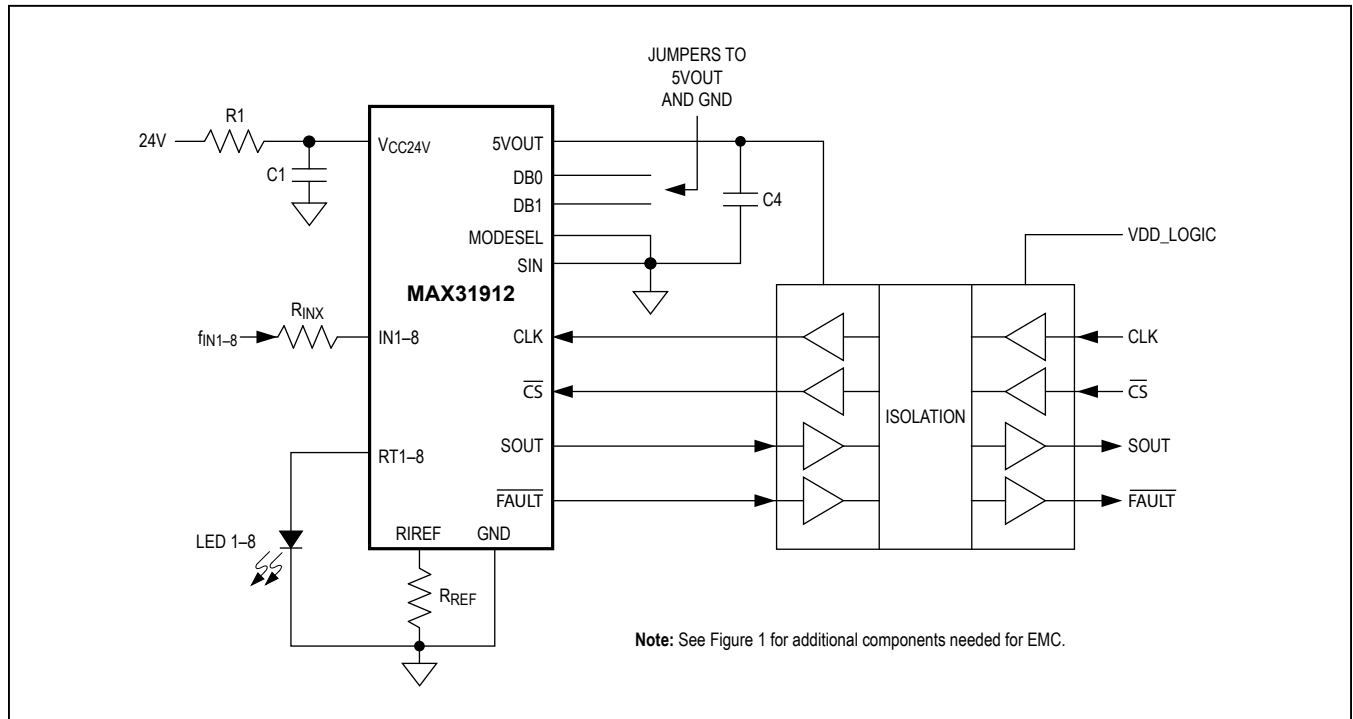 JUMPERS TO
5VOUT
AND GND
R1
24V
VCC24V
5VOUT
C1
DB0
DB1
C4
MODESEL
SIN
VDD_LOGIC
MAX31912
RINX
fIN1–8
IN1–8
CLK
CLK
CS
CS
ISOLATION
SOUT
SOUT
RT1–8
FAULT
FAULT
LED 1–8
RIREF
GND
RREF
Note: See Figure 1 for additional components needed for EMC.